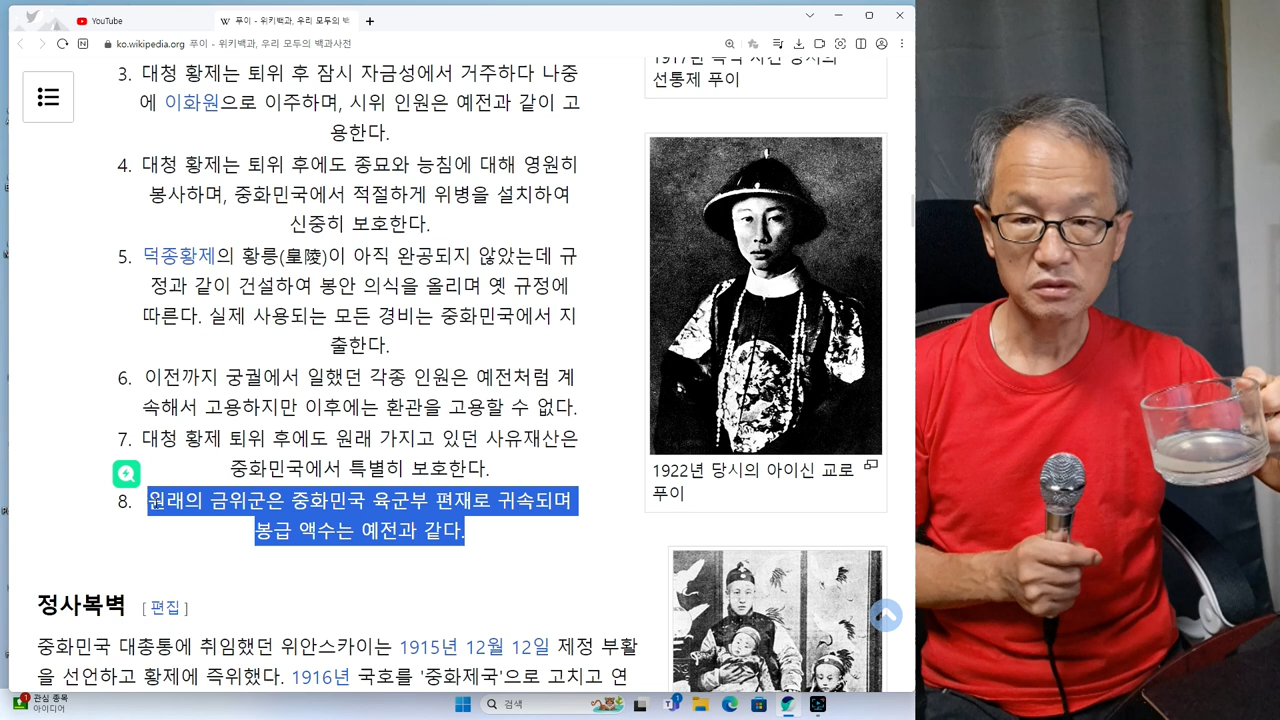 YouTube
푸이 - 위키백과, 우리 모두의 백
ko.wikipedia.org 푸이 - 위키백과, 우리 모두의 백과사전
3. 대청 황제는 퇴위 후 잠시 자금성에서 거주하다 나중
에 이화원으로 이주하며, 시위 인원은 예전과 같이 고
용한다.
4. 대청 황제는 퇴위 후에도 종묘와 능침에 대해 영원히
봉사하며, 중화민국에서 적절하게 위병을 설치하여
신중히 보호한다.
5. 덕종황제의 황릉(皇陵)이 아직 완공되지 않았는데 규
정과 같이 건설하여 봉안 의식을 올리며 옛 규정에
따른다. 실제 사용되는 모든 경비는 중화민국에서 지
출한다.
6. 이전까지 궁궐에서 일했던 각종 인원은 예전처럼 계
속해서 고용하지만 이후에는 환관을 고용할 수 없다.
7. 대청 황제 퇴위 후에도 원래 가지고 있던 사유재산은
중화민국에서 특별히 보호한다.
8. 원래의 금위군은 중화민국 육군부 편재로 귀속되며
봉급 액수는 예전과 같다.
정사복벽 [ 편집 ]
중화민국 대총통에 취임했던 위안스카이는 1915년 12월 12일 제정 부활
을 선언하고 황제에 즉위했다. 1916년 국호를 '중화제국'으로 고치고 연
선통제 푸이
1922년 당시의 아이신 교로
푸이
관심 종목
아이디어
검색